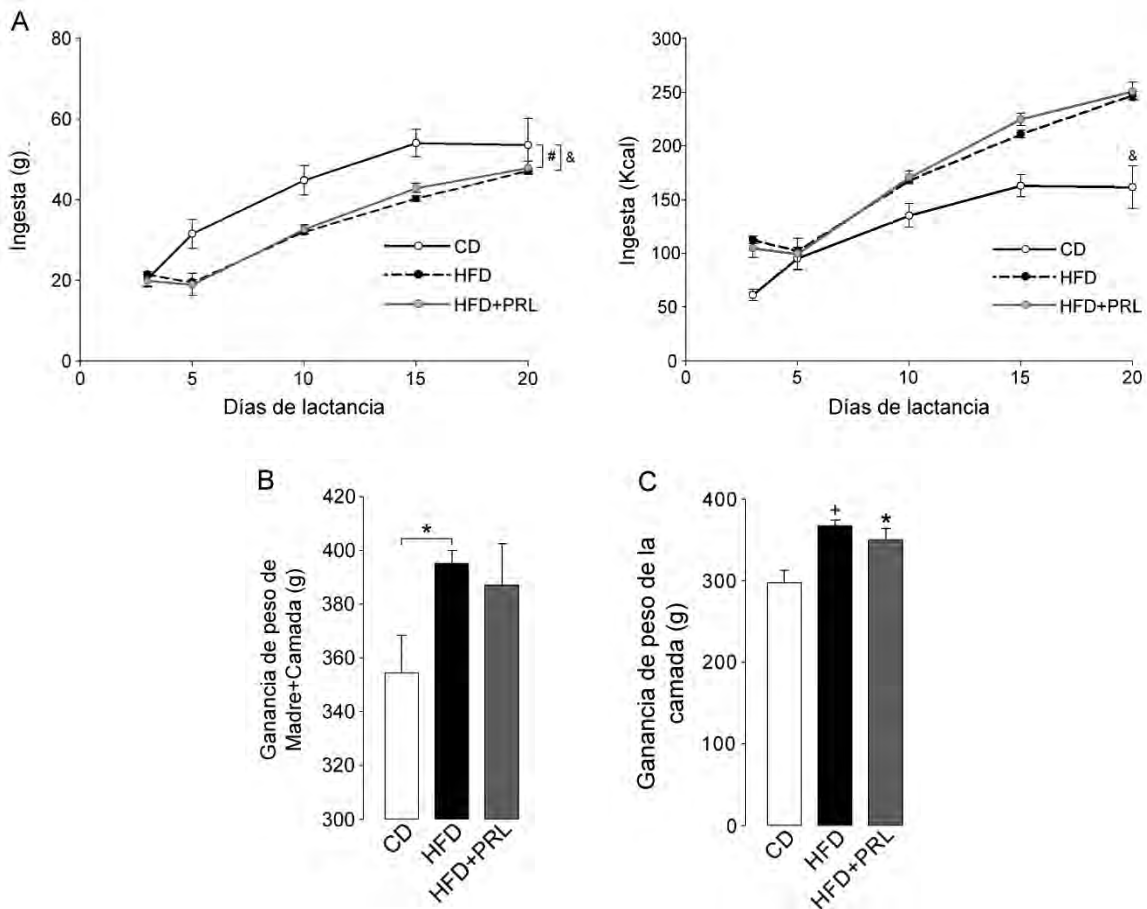 A
Ingesta (g)..
80
60
40
20
0
0
5
10
15
20
Días de lactancia
CD
HFD
HFD+PRL
# &
Ingesta (Kcal)
300
250
200
150
100
50
0
0
5
10
15
20
Días de lactancia
&
CD
HFD
HFD+PRL
B
Ganancia de peso de
Madre+Camada (g)
420
400
380
360
340
320
300
*
CD
HFD
HFD+PRL
C
Ganancia de peso de la
camada (g)
400
300
200
100
0
+
*
CD
HFD
HFD+PRL